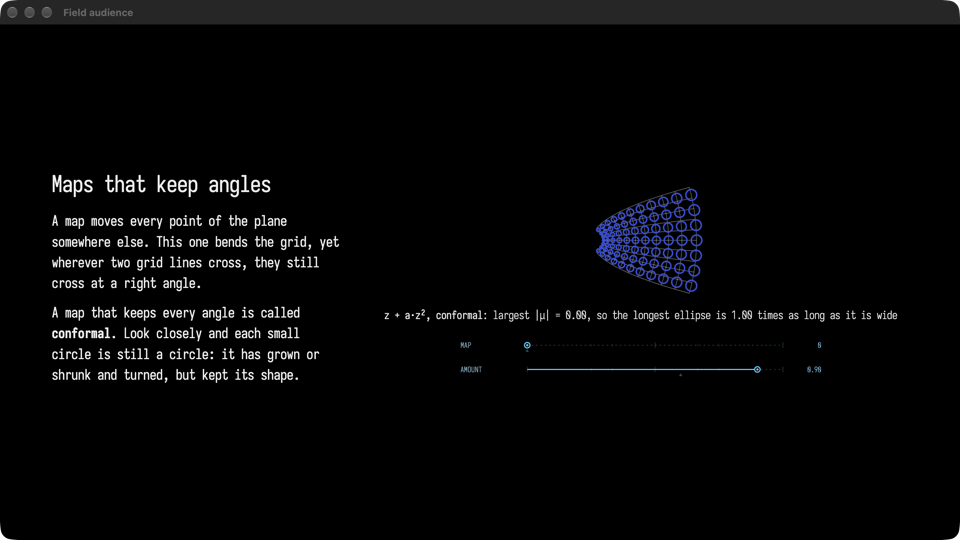 Field audience
Maps that keep angles
A map moves every point of the plane
somewhere else. This one bends the grid, yet
wherever two grid lines cross, they still
cross at a right angle.
A map that keeps every angle is called
conformal. Look closely and each small
circle is still a circle: it has grown or
shrunk and turned, but kept its shape.
z + a·z², conformal: largest |μ| = 0.00, so the longest ellipse is 1.00 times as long as it is wide
MAP 0
AMOUNT 0.90